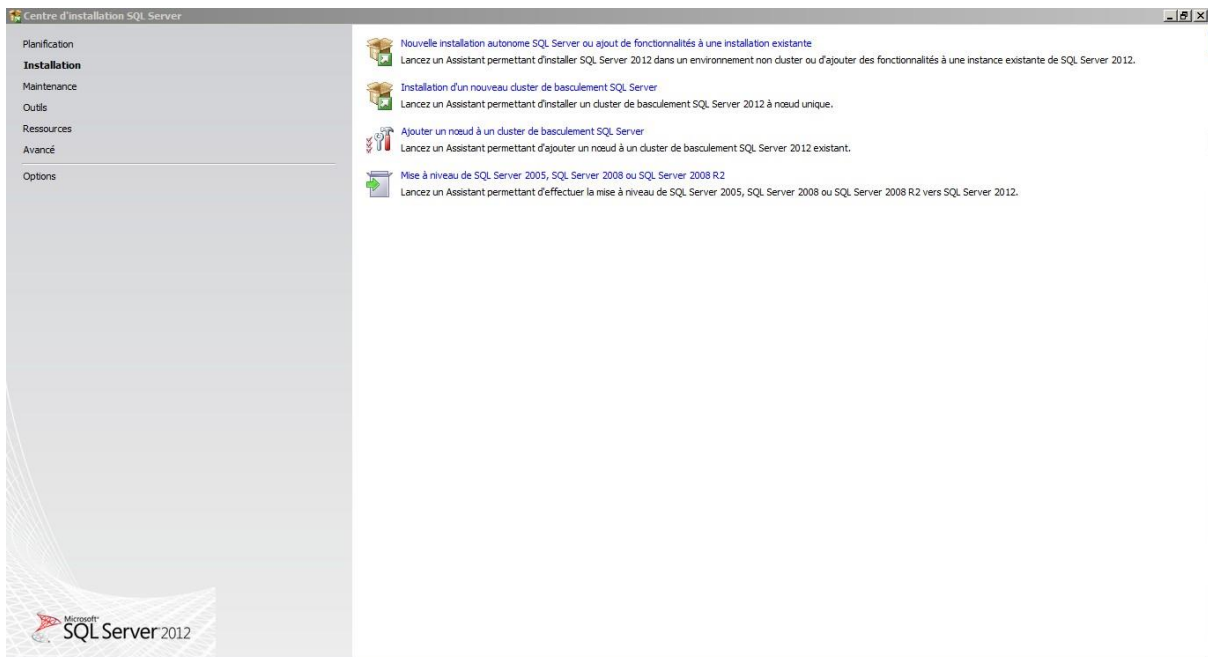 Centre d'installation SQL Server
Planification
Installation
Maintenance
Outils
Ressources
Avancé
Options
Nouvelle installation autonome SQL Server ou ajout de fonctionnalités à une installation existante
Lancez un Assistant permettant d'installer SQL Server 2012 dans un environnement non cluster ou d'ajouter des fonctionnalités à une instance existante de SQL Server 2012.
Installation d'un nouveau cluster de basculement SQL Server
Lancez un Assistant permettant d'installer un cluster de basculement SQL Server 2012 à nœud unique.
Ajouter un nœud à un cluster de basculement SQL Server
Lancez un Assistant permettant d'ajouter un nœud à un cluster de basculement SQL Server 2012 existant.
Mise à niveau de SQL Server 2005, SQL Server 2008 ou SQL Server 2008 R2
Lancez un Assistant permettant d'effectuer la mise à niveau de SQL Server 2005, SQL Server 2008 ou SQL Server 2008 R2 vers SQL Server 2012.
Microsoft
SQL Server 2012